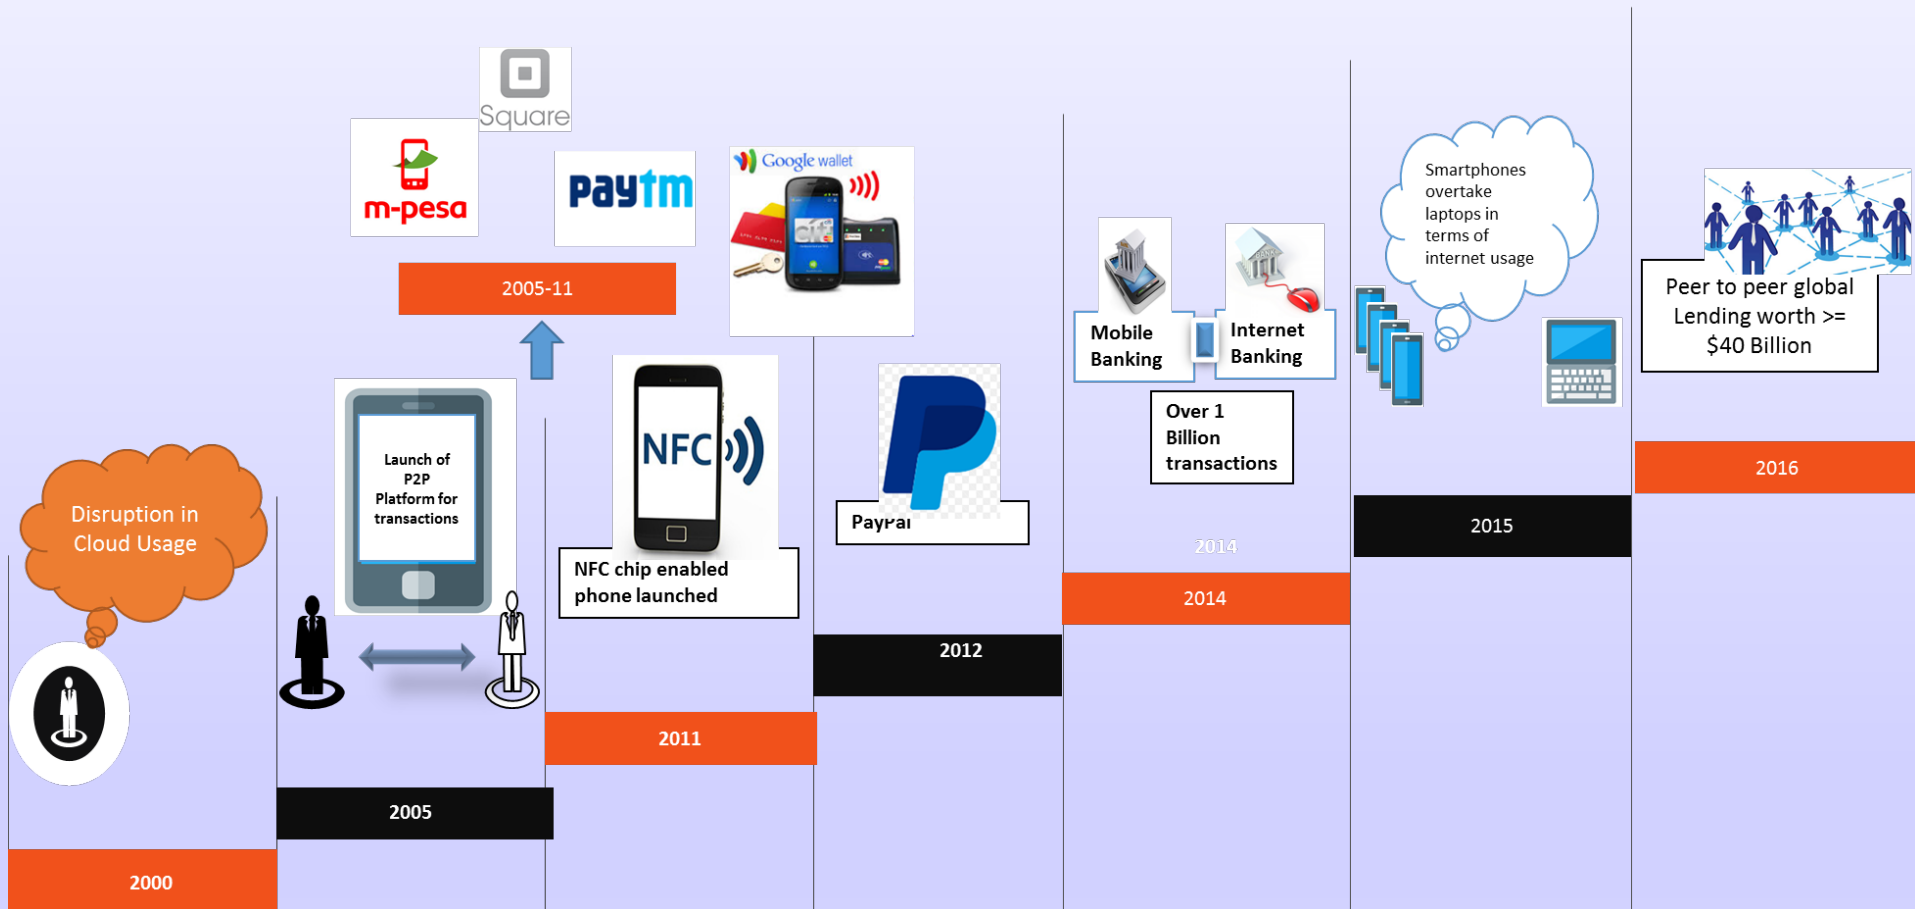 Square
m-pesa
paytm
Google wallet
citi
2005-11
Disruption in
Cloud Usage
Launch of
P2P
Platform for
transactions
NFC
NFC chip enabled
phone launched
PayPal
Mobile
Banking
Internet
Banking
Over 1
Billion
transactions
Smartphones
overtake
laptops in
terms of
internet usage
Peer to peer global
Lending worth >=
$40 Billion
2014
2000
2005
2011
2012
2014
2015
2016